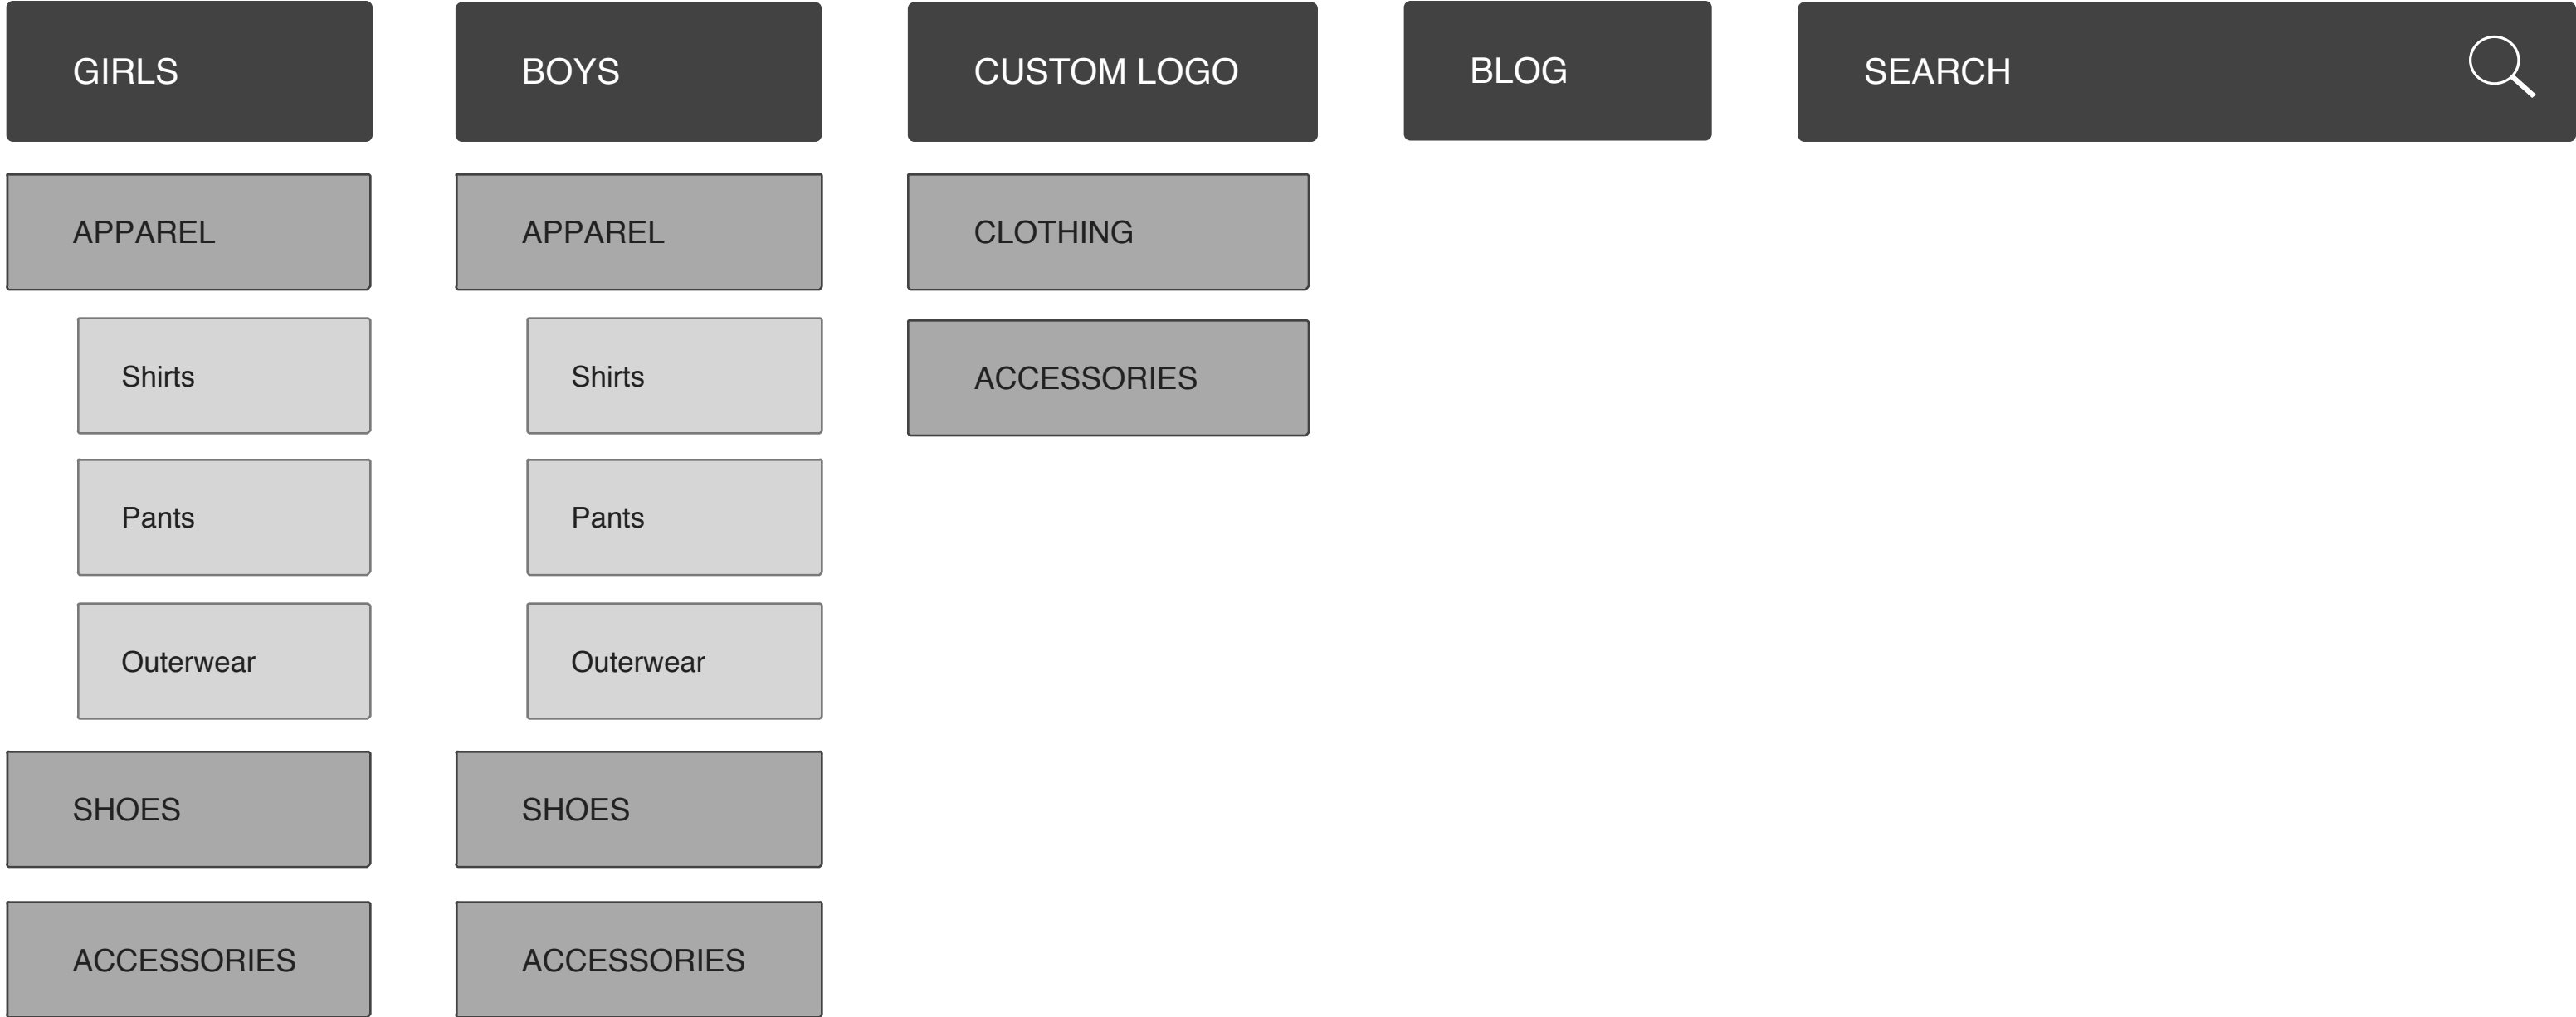 GIRLS
BOYS
CUSTOM LOGO
BLOG
SEARCH
APPAREL
APPAREL
CLOTHING
Shirts
Shirts
ACCESSORIES
Pants
Pants
Outerwear
Outerwear
SHOES
SHOES
ACCESSORIES
ACCESSORIES